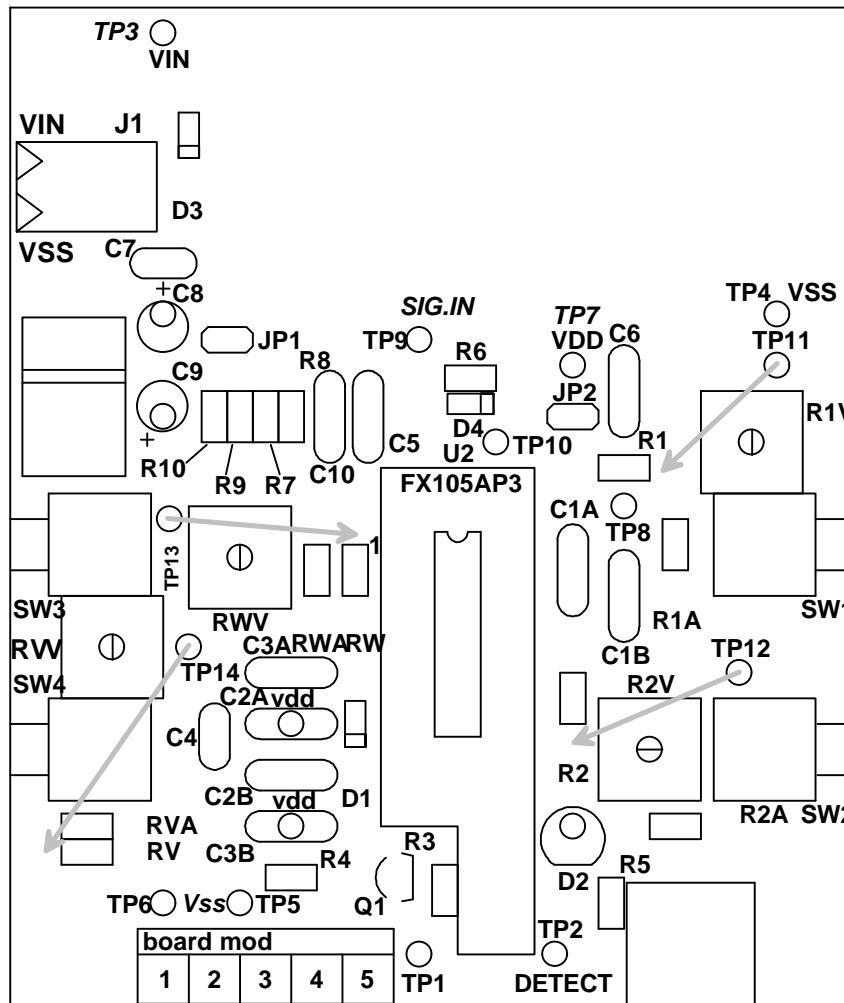 TP3
VIN
VIN J1
D3
VSS
C7
+
C8
SIG.IN
TP7
TP4 VSS
JP1
TP9
VDD
C6
TP11
R6
R8
C9
JP2
D4
R1
R1V
+
C5
U2
TP10
R10
C10
R9 R7
FX105AP3
C1A
TP8
1
TP13
SW3
RWV
R1A
SW1
RVV
C3A RWA RW
C1B
TP12
TP14
SW4
C2A vdd
R2V
C4
R2
C2B
vdd
D1
RVA
R2A SW2
RV
C3B
R4
R3
D2
R5
Q1
TP6 Vss TP5
TP2
board mod
1 2 3 4 5
TP1
DETECT